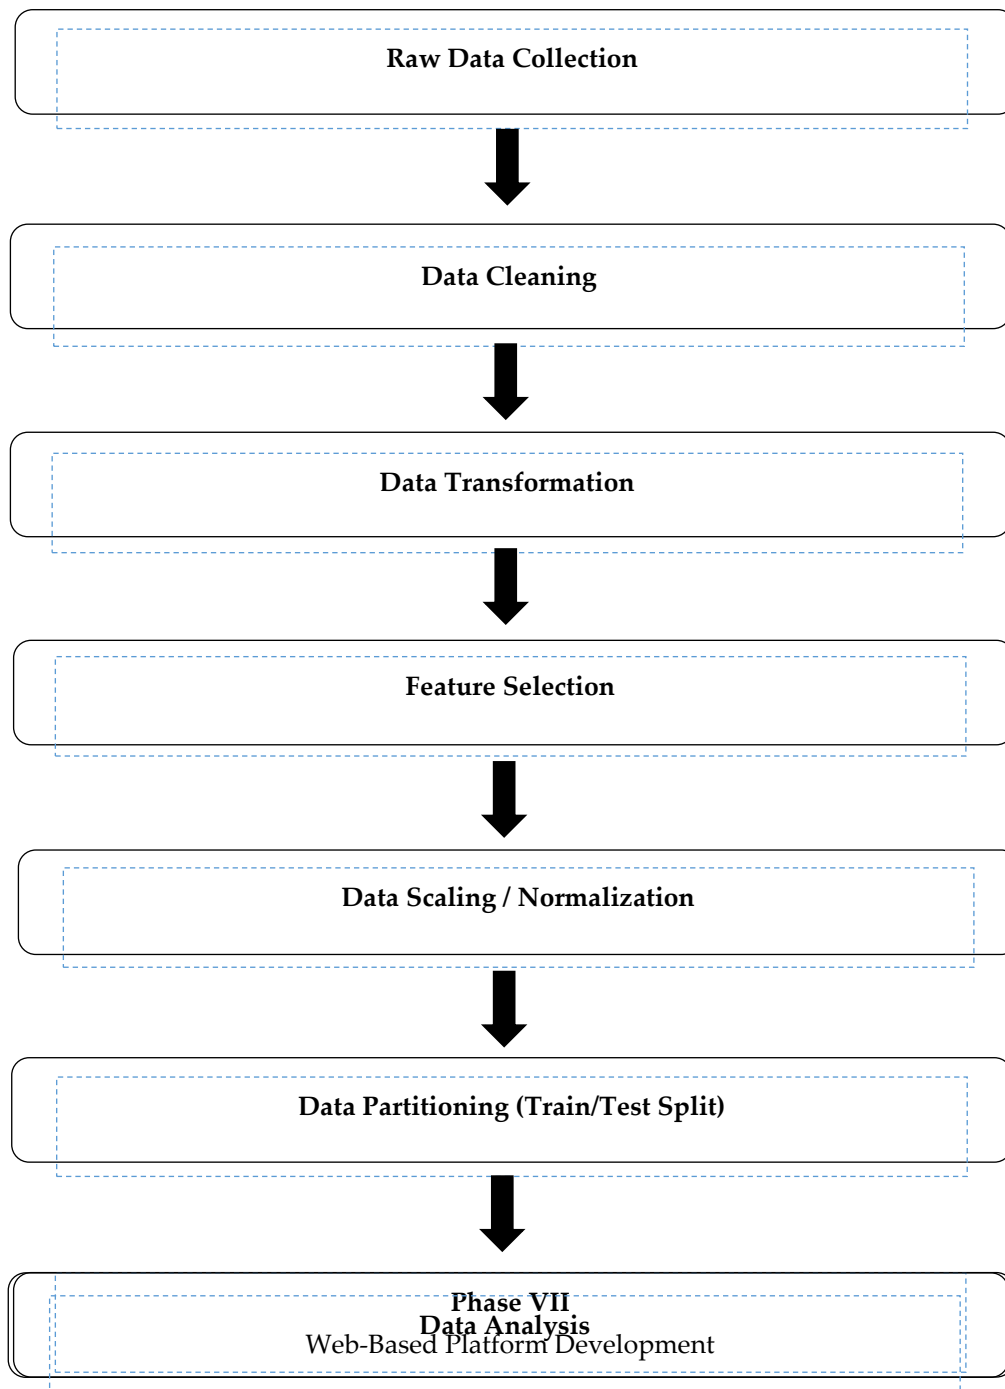 Raw Data Collection
Data Cleaning
Data Transformation
Feature Selection
Data Scaling / Normalization
Data Partitioning (Train/Test Split)
Phase VII
Data Analysis
Web-Based Platform Development